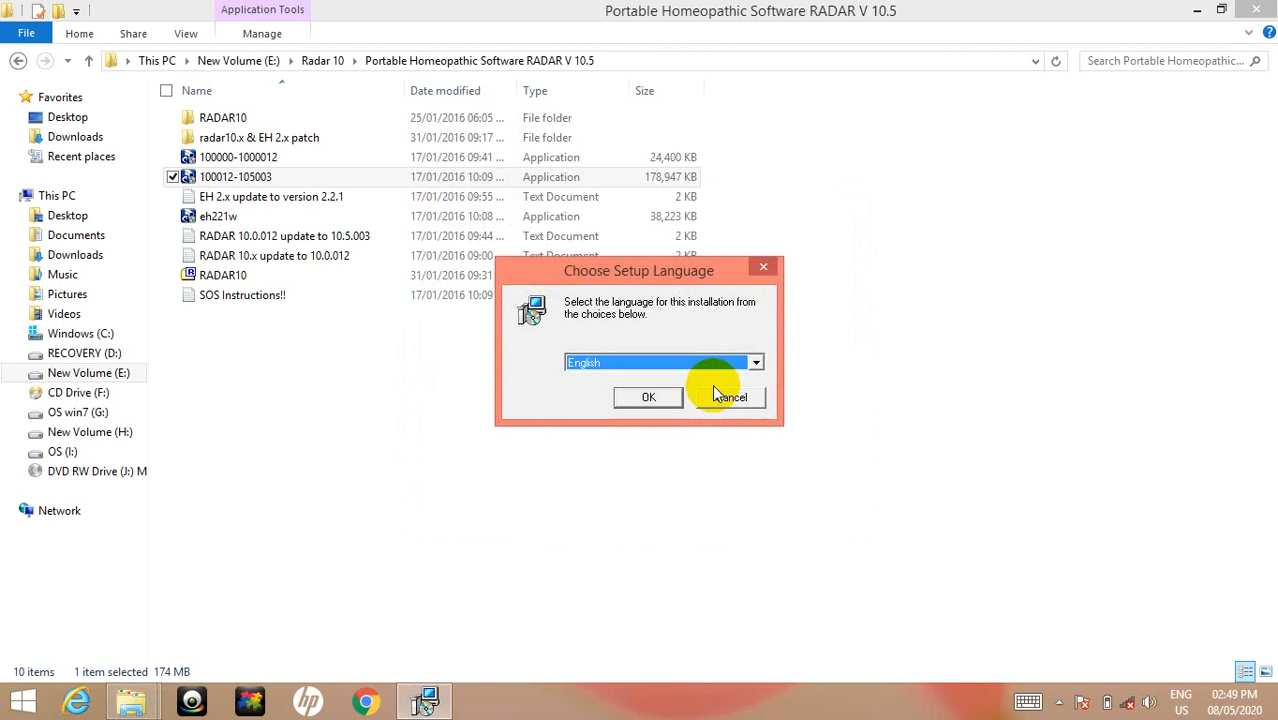 Application Tools
Portable Homeopathic Software RADAR V 10.5
File
Home
Share
View
Manage
This PC
New Volume (E:)
Radar 10
Portable Homeopathic Software RADAR V 10.5
Search Portable Homeopathic...
Name
Date modified
Type
Size
Favorites
Desktop
Downloads
Recent places
This PC
Desktop
Documents
Downloads
Music
Pictures
Videos
Windows (C:)
RECOVERY (D:)
New Volume (E:)
CD Drive (F:)
OS win7 (G:)
New Volume (H:)
OS (I:)
DVD RW Drive (J:) M
Network
RADAR10 25/01/2016 06:05 ... File folder
radar10.x & EH 2.x patch 31/01/2016 09:17 ... File folder
100000-1000012 17/01/2016 09:41 ... Application 24,400 KB
100012-105003 17/01/2016 10:09 ... Application 178,947 KB
EH 2.x update to version 2.2.1 17/01/2016 09:55 ... Text Document 2 KB
eh221w 17/01/2016 10:08 ... Application 38,223 KB
RADAR 10.0.012 update to 10.5.003 17/01/2016 09:44 ... Text Document 2 KB
RADAR 10.x update to 10.0.012 17/01/2016 09:00 ... Text Document 2 KB
RADAR10 31/01/2016 09:31
SOS Instructions!! 17/01/2016 10:09
Choose Setup Language
Select the language for this installation from
the choices below.
English
OK
Cancel
10 items
1 item selected
174 MB
hp
ENG
US
02:49 PM
08/05/2020